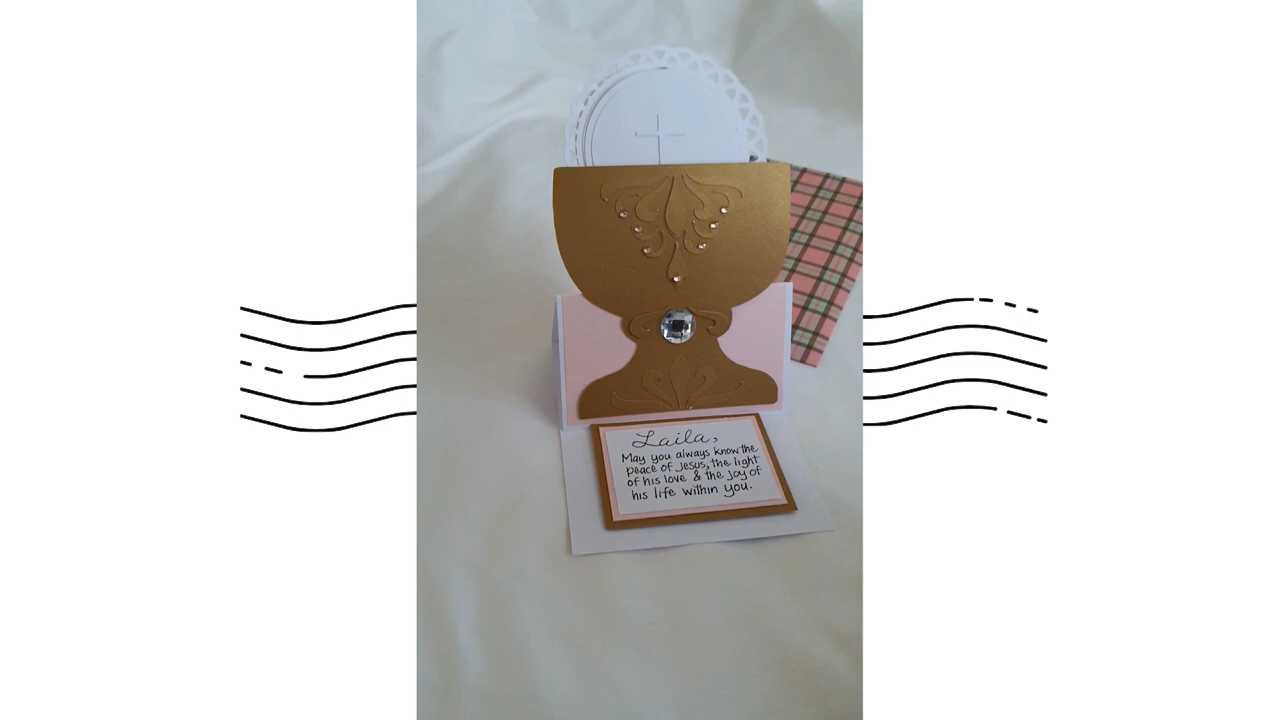 Laila,
May you always know the
peace of Jesus, the light
of his love & the joy of
his life within you.